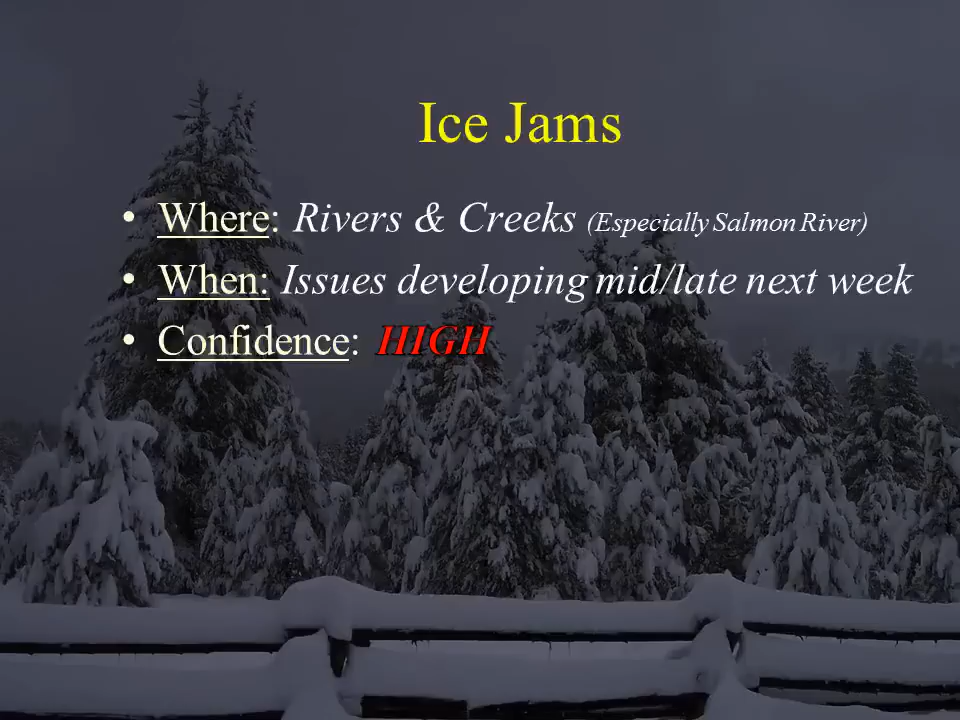 Ice Jams
• Where: Rivers & Creeks (Especially Salmon River)
• When: Issues developing mid/late next week
• Confidence: HIGH